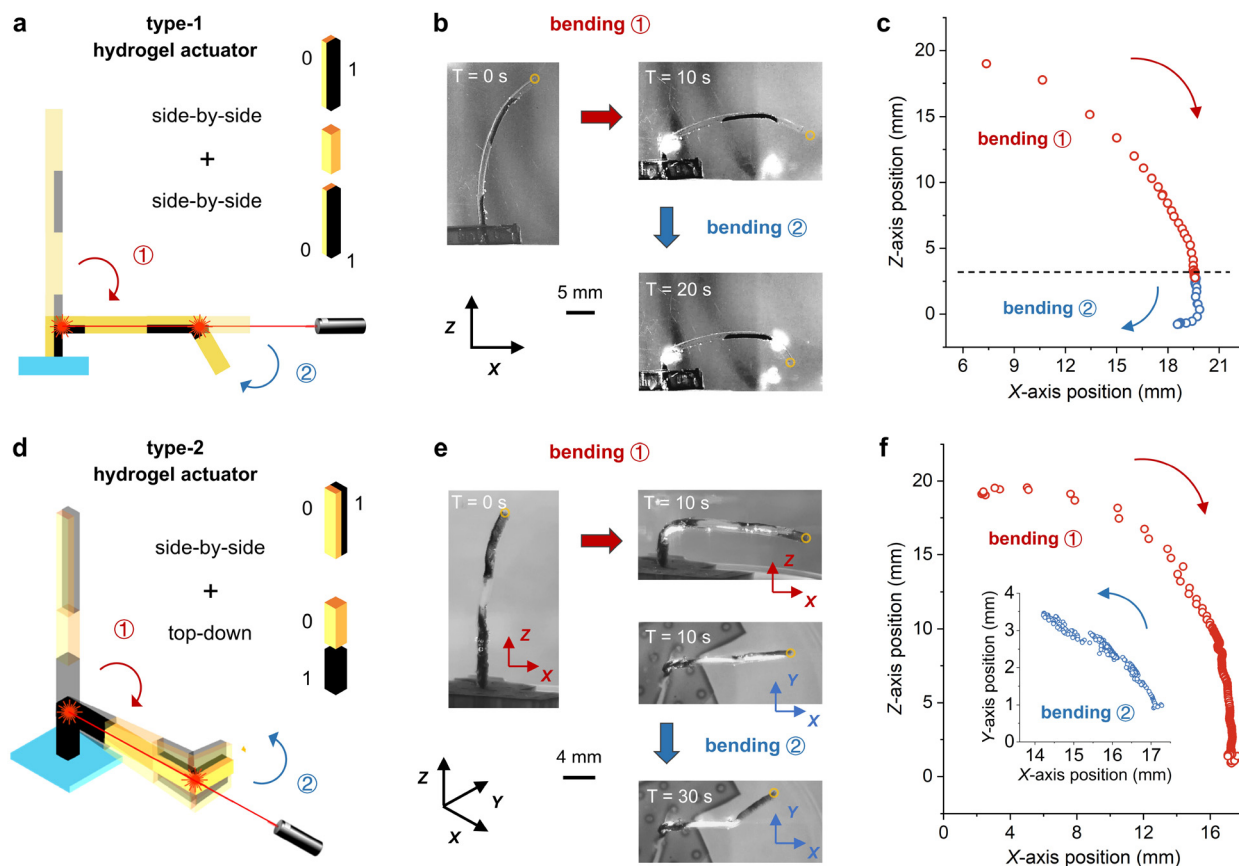 a
type-1
hydrogel actuator
0
1
side-by-side
+
side-by-side
0
1
①
②
b
bending ①
T = 0 s
T = 10 s
bending ②
T = 20 s
5 mm
Z
X
c
20
15
10
5
0
Z-axis position (mm)
bending ①
bending ②
6 9 12 15 18 21
X-axis position (mm)
d
type-2
hydrogel actuator
1
side-by-side
+
top-down
0
1
①
②
e
bending ①
T = 0 s
Z
X
T = 10 s
Z
X
T = 10 s
Y
X
bending ②
T = 30 s
Y
X
4 mm
Z
Y
X
f
20
15
10
5
0
Z-axis position (mm)
bending ①
4
3
2
1
0
Y-axis position (mm)
bending ②
14 15 16 17
X-axis position (mm)
0 4 8 12 16
X-axis position (mm)